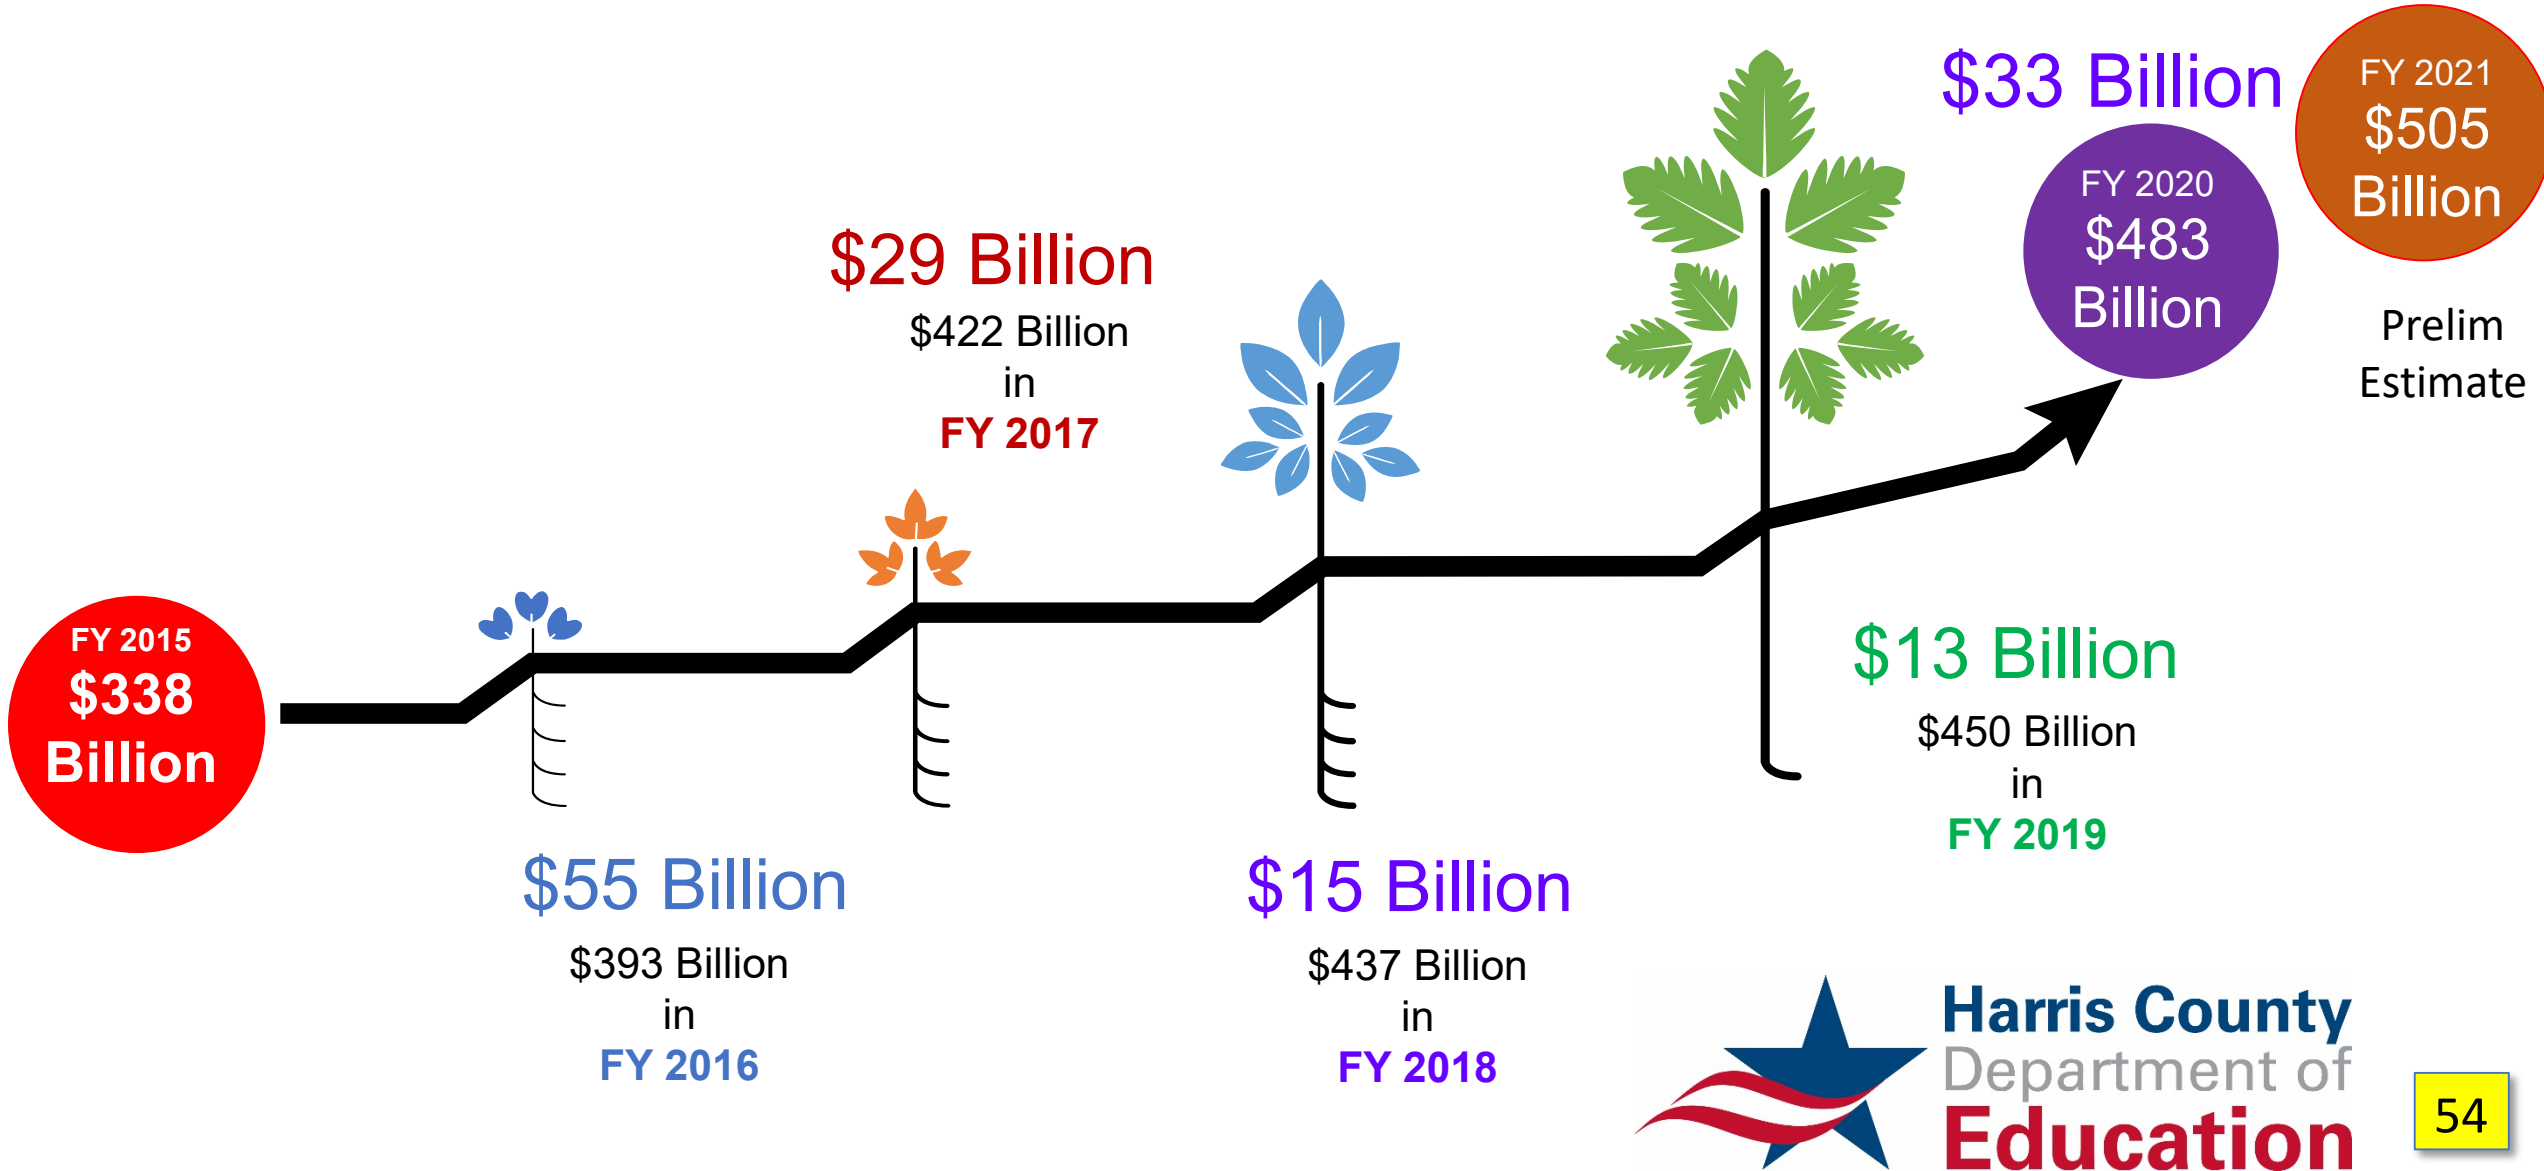 FY 2015
$338
Billion
$55 Billion
$393 Billion
in
FY 2016
$29 Billion
$422 Billion
in
FY 2017
$15 Billion
$437 Billion
in
FY 2018
$13 Billion
$450 Billion
in
FY 2019
$33 Billion
FY 2020
$483
Billion
FY 2021
$505
Billion
Prelim
Estimate
Harris County
Department of
Education
54